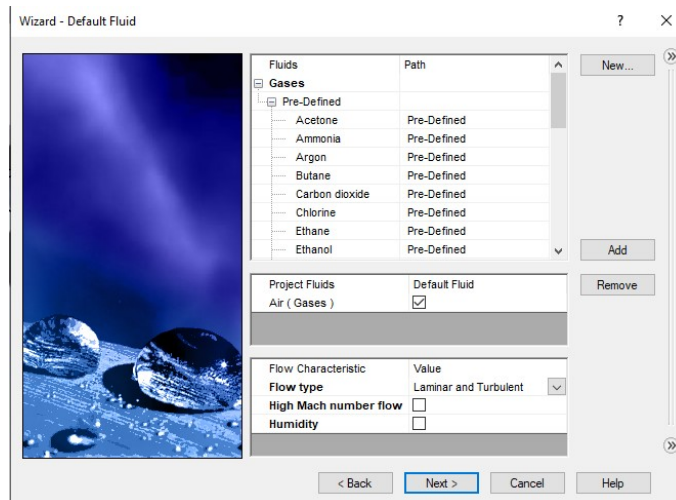 Wizard - Default Fluid ? ×
Fluids Path New...
Gases
Pre-Defined
Acetone Pre-Defined
Ammonia Pre-Defined
Argon Pre-Defined
Butane Pre-Defined
Carbon dioxide Pre-Defined
Chlorine Pre-Defined
Ethane Pre-Defined
Ethanol Pre-Defined Add
Project Fluids Default Fluid Remove
Air ( Gases )
Flow Characteristic Value
Flow type Laminar and Turbulent
High Mach number flow
Humidity
< Back Next > Cancel Help